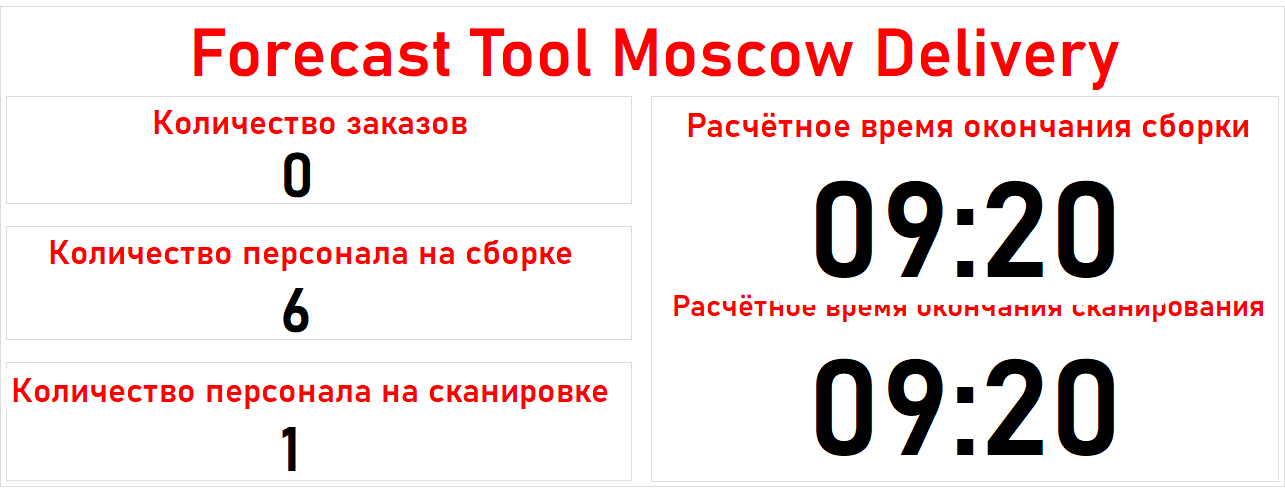 Forecast Tool Moscow Delivery
Количество заказов
0
Количество персонала на сборке
6
Количество персонала на сканировке
1
Расчётное время окончания сборки
09:20
Расчётное время окончания сканирования
09:20